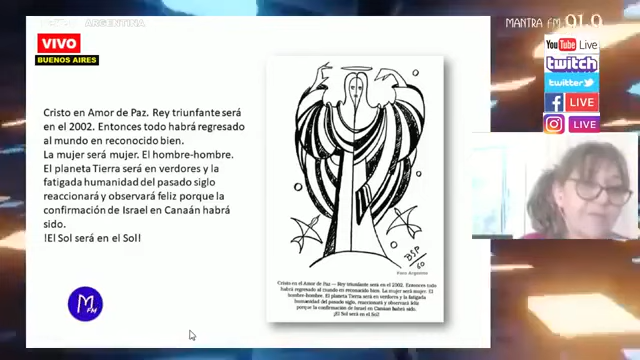 ARGENTINA
MANTRA FM 91.9
VIVO
BUENOS AIRES
YouTube Live
twitch
twitter
LIVE
LIVE
Cristo en Amor de Paz. Rey triunfante será
en el 2002. Entonces todo habrá regresado
al mundo en reconocido bien.
La mujer será mujer. El hombre-hombre.
El planeta Tierra será en verdores y la
fatigada humanidad del pasado siglo
reaccionará y observará feliz porque la
confirmación de Israel en Canaán habrá
sido.
!El Sol será en el Sol!
BSP
60
Cristo en el Amor de Paz — Rey triunfante será en el 2002. Entonces todo
habrá regresado al mundo en reconocido bien. La mujer será mujer. El
hombre-hombre. El planeta Tierra será en verdores y la fatigada
humanidad del pasado siglo reaccionará y observará feliz
porque la confirmación de Israel en Canaán habrá sido.
¡El Sol será en el Sol!
M
FM